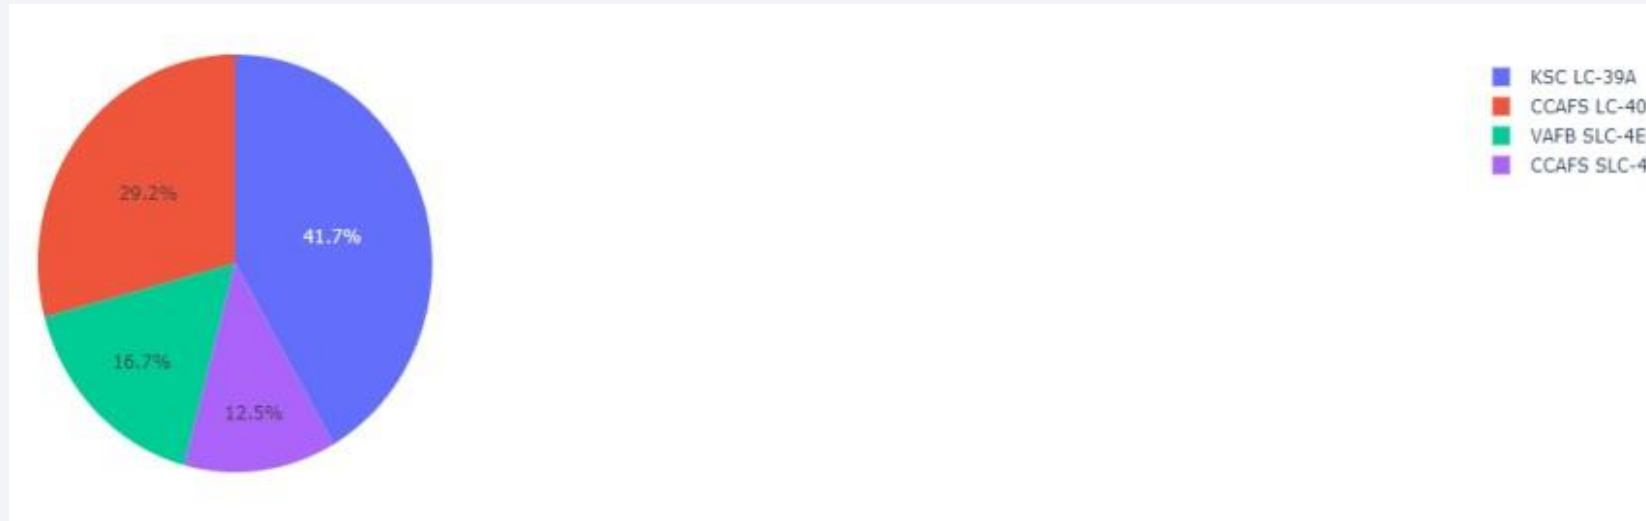 KSC LC-39A
CCAFS LC-40
VAFB SLC-4E
CCAFS SLC-4
29.2%
41.7%
16.7%
12.5%